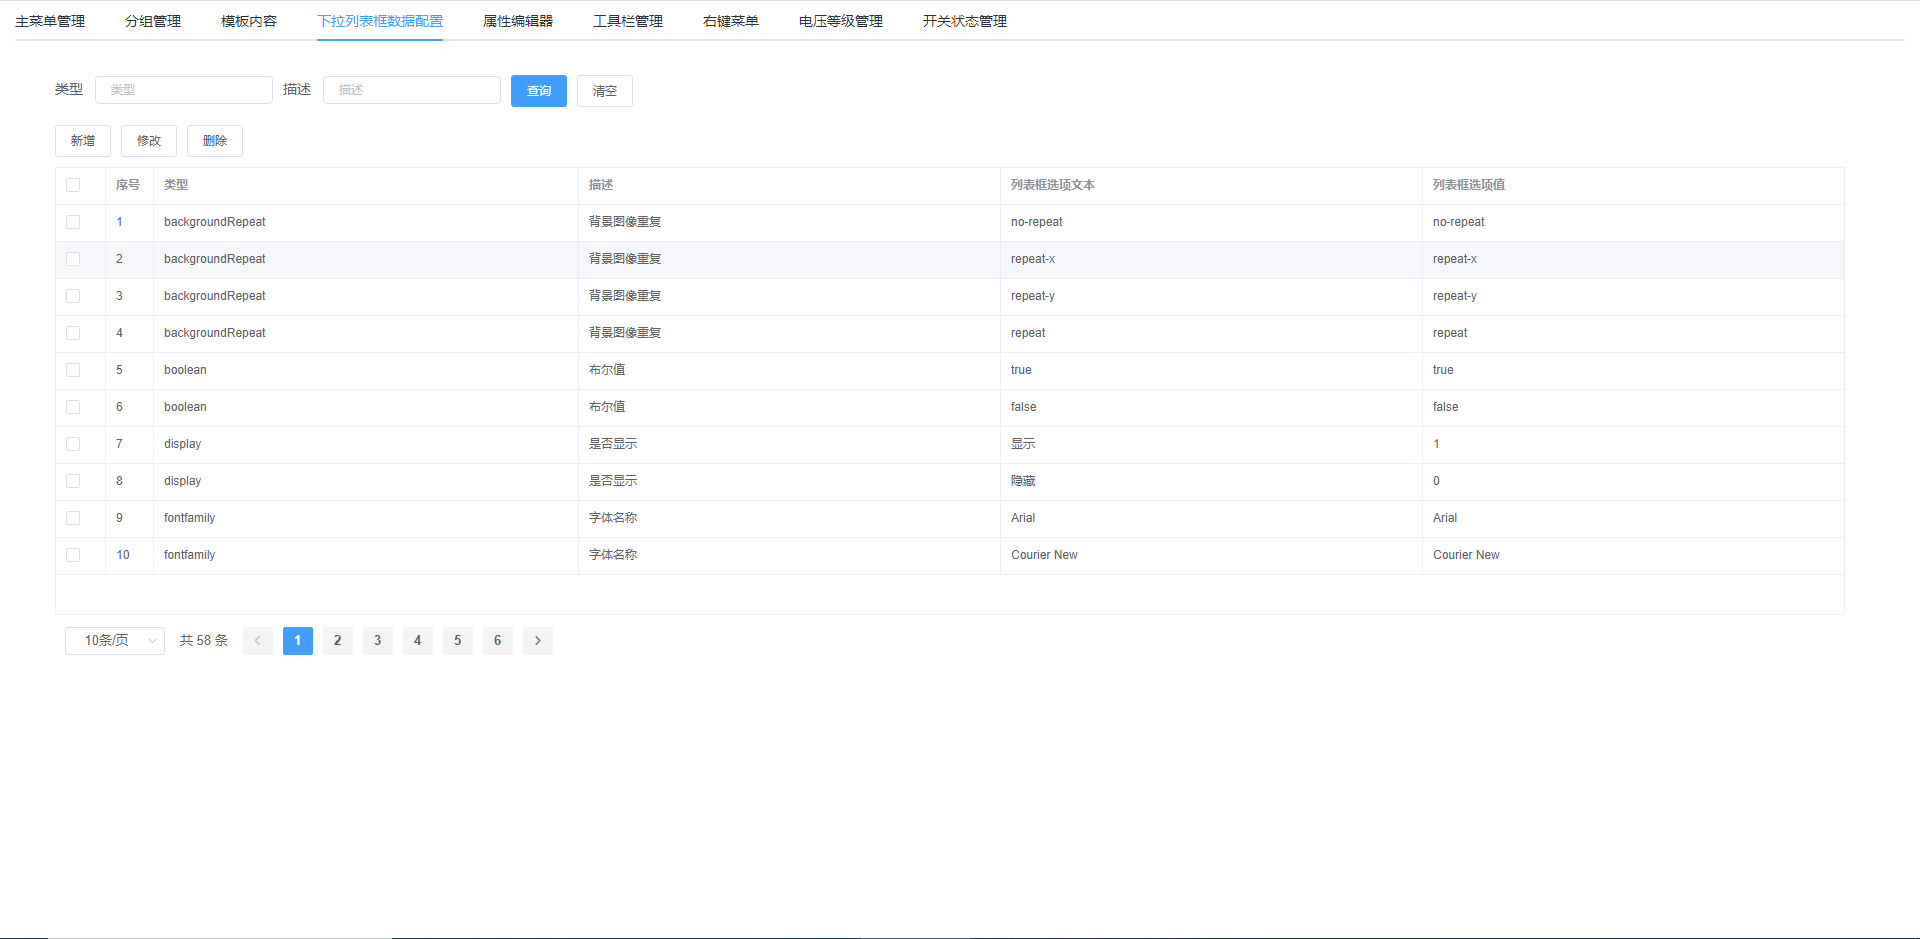 主菜单管理 分组管理 模板内容 下拉列表框数据配置 属性编辑器 工具栏管理 右键菜单 电压等级管理 开关状态管理
类型 类型 描述 描述 查询 清空
新增 修改 删除
序号 类型 描述 列表框选项文本 列表框选项值
1 backgroundRepeat 背景图像重复 no-repeat no-repeat
2 backgroundRepeat 背景图像重复 repeat-x repeat-x
3 backgroundRepeat 背景图像重复 repeat-y repeat-y
4 backgroundRepeat 背景图像重复 repeat repeat
5 boolean 布尔值 true true
6 boolean 布尔值 false false
7 display 是否显示 显示 1
8 display 是否显示 隐藏 0
9 fontfamily 字体名称 Arial Arial
10 fontfamily 字体名称 Courier New Courier New
10条/页 共 58 条 1 2 3 4 5 6